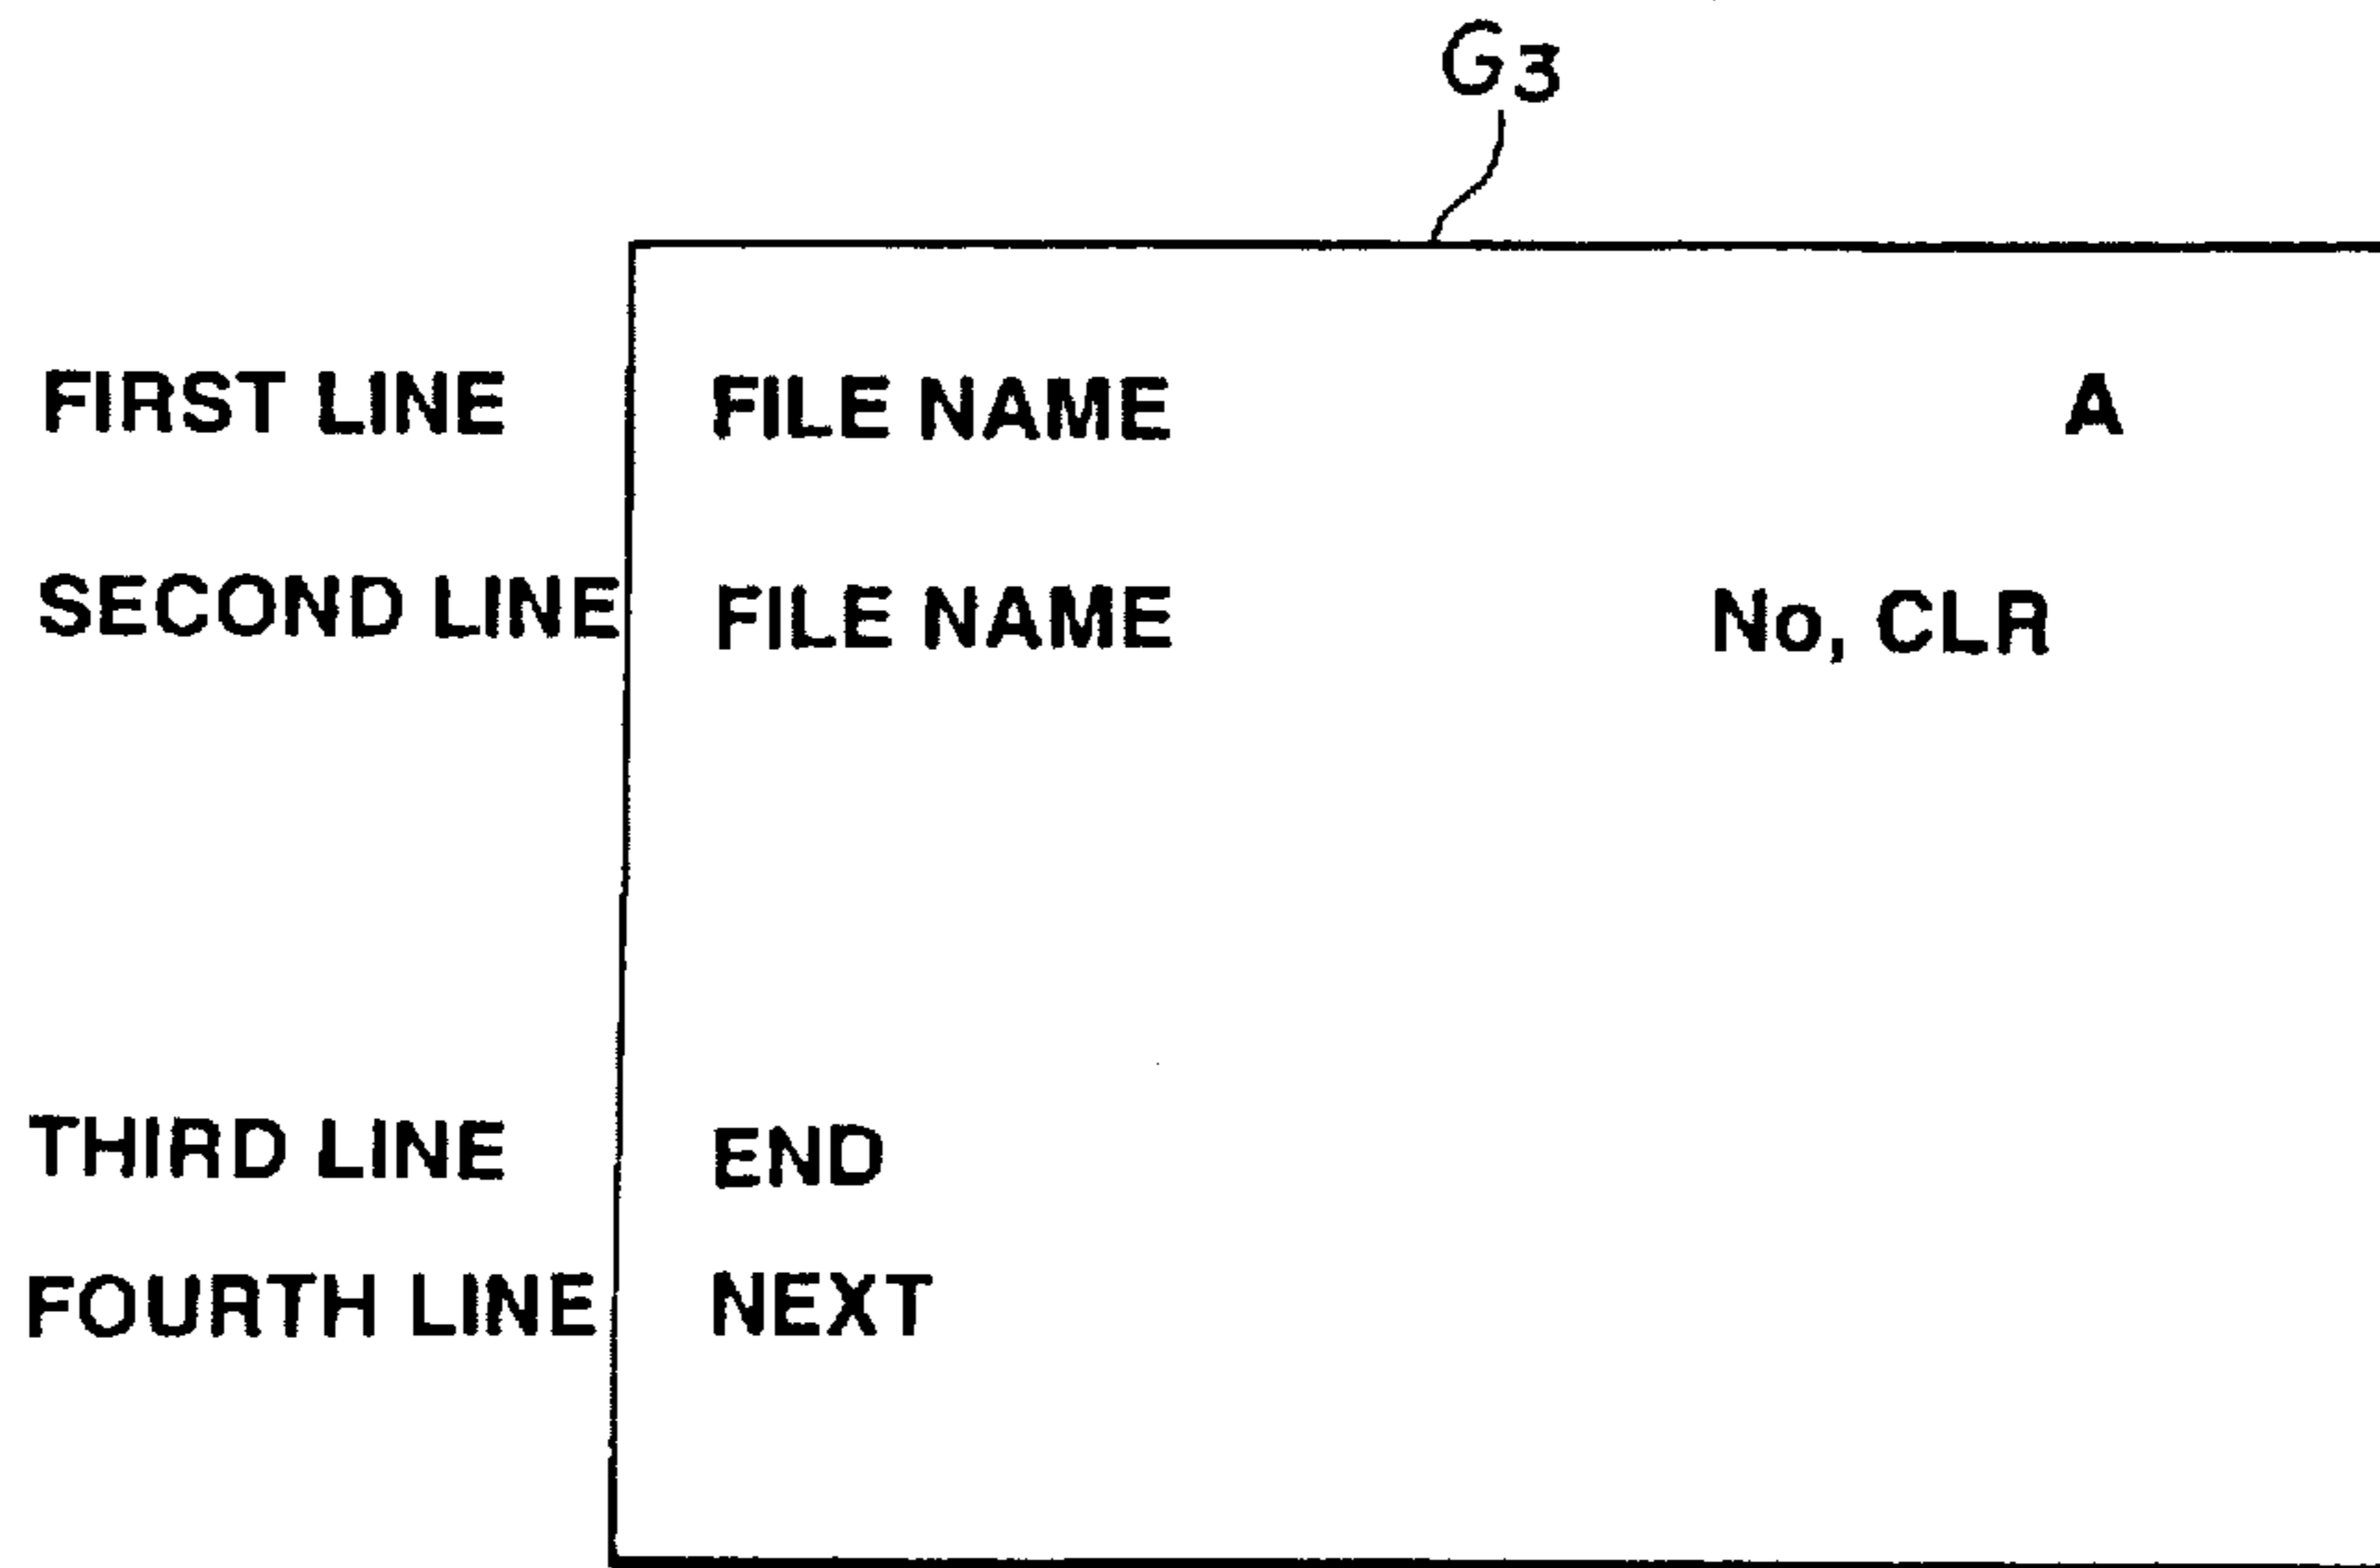 G3
FIRST LINE FILE NAME A
SECOND LINE FILE NAME No, CLR
THIRD LINE END
FOURTH LINE NEXT